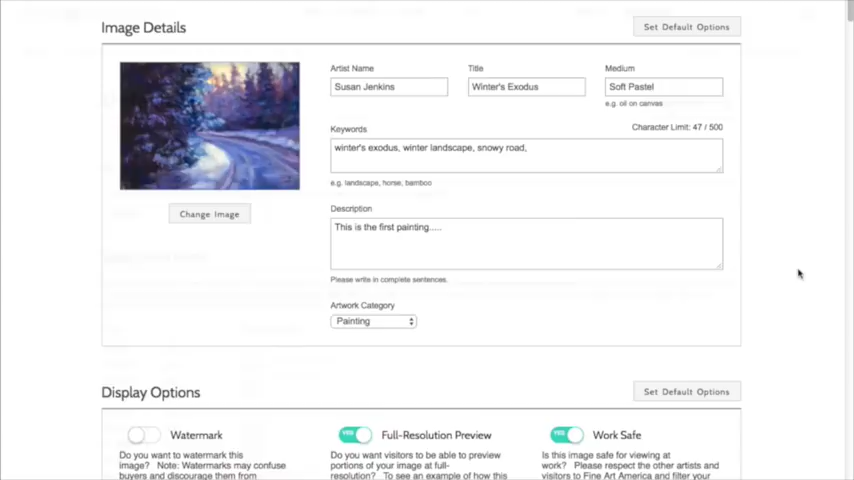 Image Details
Set Default Options
Artist Name
Title
Medium
Susan Jenkins
Winter's Exodus
Soft Pastel
e.g. oil on canvas
Keywords
Character Limit: 47 / 500
winter's exodus, winter landscape, snowy road,
e.g. landscape, horse, bamboo
Change Image
Description
This is the first painting.....
Please write in complete sentences.
Artwork Category
Painting
Display Options
Set Default Options
Watermark
YES
Full-Resolution Preview
YES
Work Safe
Do you want to watermark this
image? Note: Watermarks may confuse
buyers and discourage them from
Do you want visitors to be able to preview
portions of your image at full-
resolution? To see an example of how this
Is this image safe for viewing at
work? Please respect the other artists and
visitors to Fine Art America and filter your